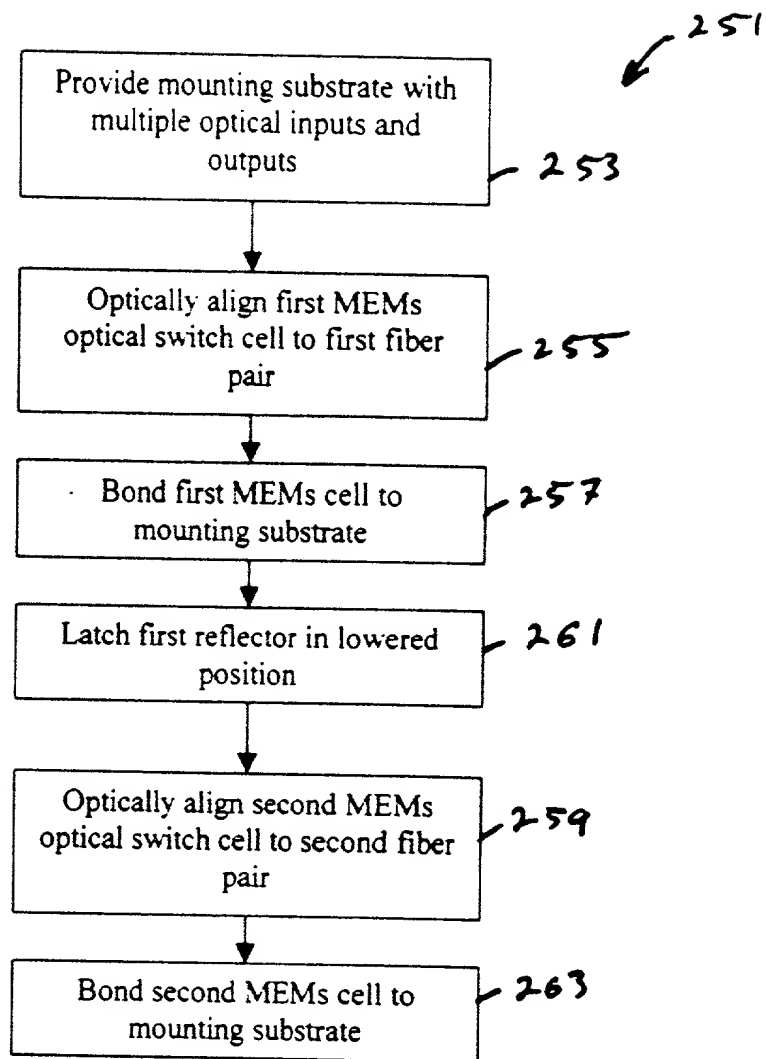 251
Provide mounting substrate with
multiple optical inputs and
outputs
253
Optically align first MEMs
optical switch cell to first fiber
pair
255
Bond first MEMs cell to
mounting substrate
257
Latch first reflector in lowered
position
261
Optically align second MEMs
optical switch cell to second fiber
pair
259
Bond second MEMs cell to
mounting substrate
263